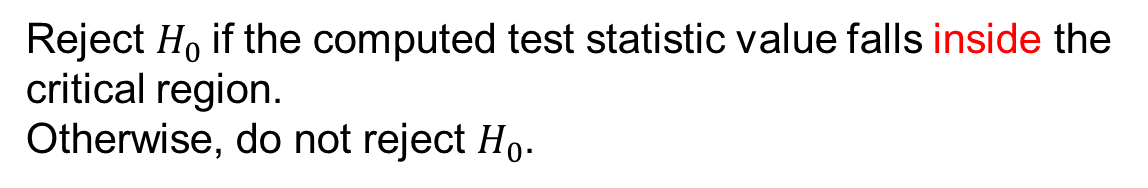 Reject H₀ if the computed test statistic value falls inside the
critical region.
Otherwise, do not reject H₀.